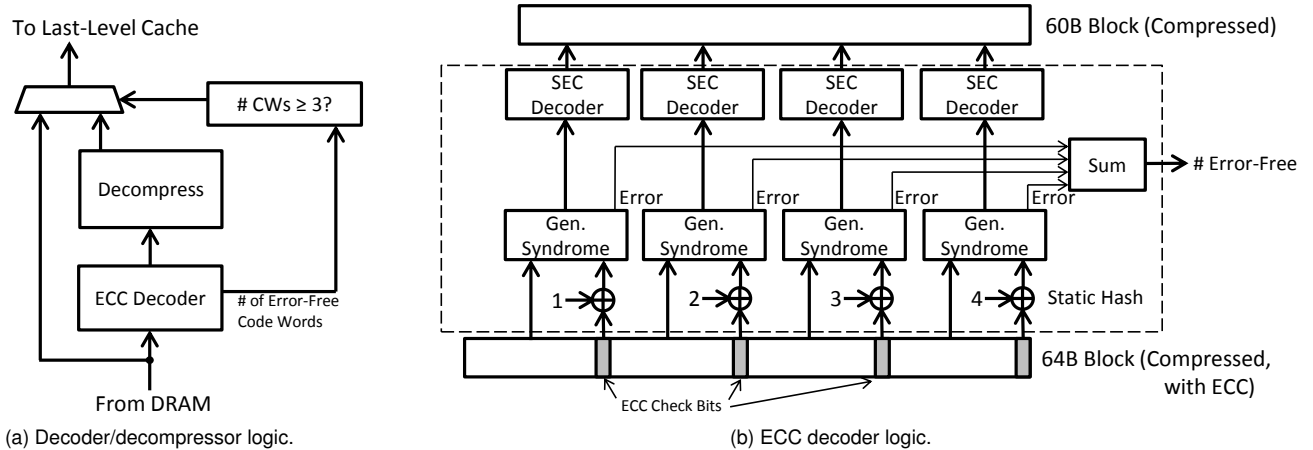 To Last-Level Cache
# CWs ≥ 3?
Decompress
ECC Decoder
# of Error-Free
Code Words
From DRAM
(a) Decoder/decompressor logic.
60B Block (Compressed)
SEC
Decoder
SEC
Decoder
SEC
Decoder
SEC
Decoder
Sum
# Error-Free
Error
Error
Error
Error
Gen.
Syndrome
Gen.
Syndrome
Gen.
Syndrome
Gen.
Syndrome
1
2
3
4
Static Hash
64B Block (Compressed,
with ECC)
ECC Check Bits
(b) ECC decoder logic.